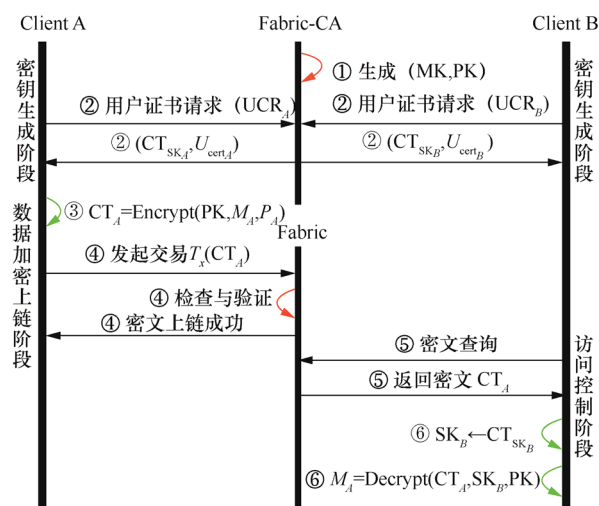 Client A
Fabric-CA
Client B
密钥生成阶段
密钥生成阶段
① 生成（MK,PK）
② 用户证书请求（UCR_A）
② 用户证书请求（UCR_B）
② (CT_SK_A,U_cert_A)
② (CT_SK_B,U_cert_B)
数据加密上链阶段
③ CT_A=Encrypt(PK,M_A,P_A)
Fabric
④ 发起交易T_x(CT_A)
④ 检查与验证
④ 密文上链成功
访问控制阶段
⑤ 密文查询
⑤ 返回密文 CT_A
⑥ SK_B←CT_SK_B
⑥ M_A=Decrypt(CT_A,SK_B,PK)